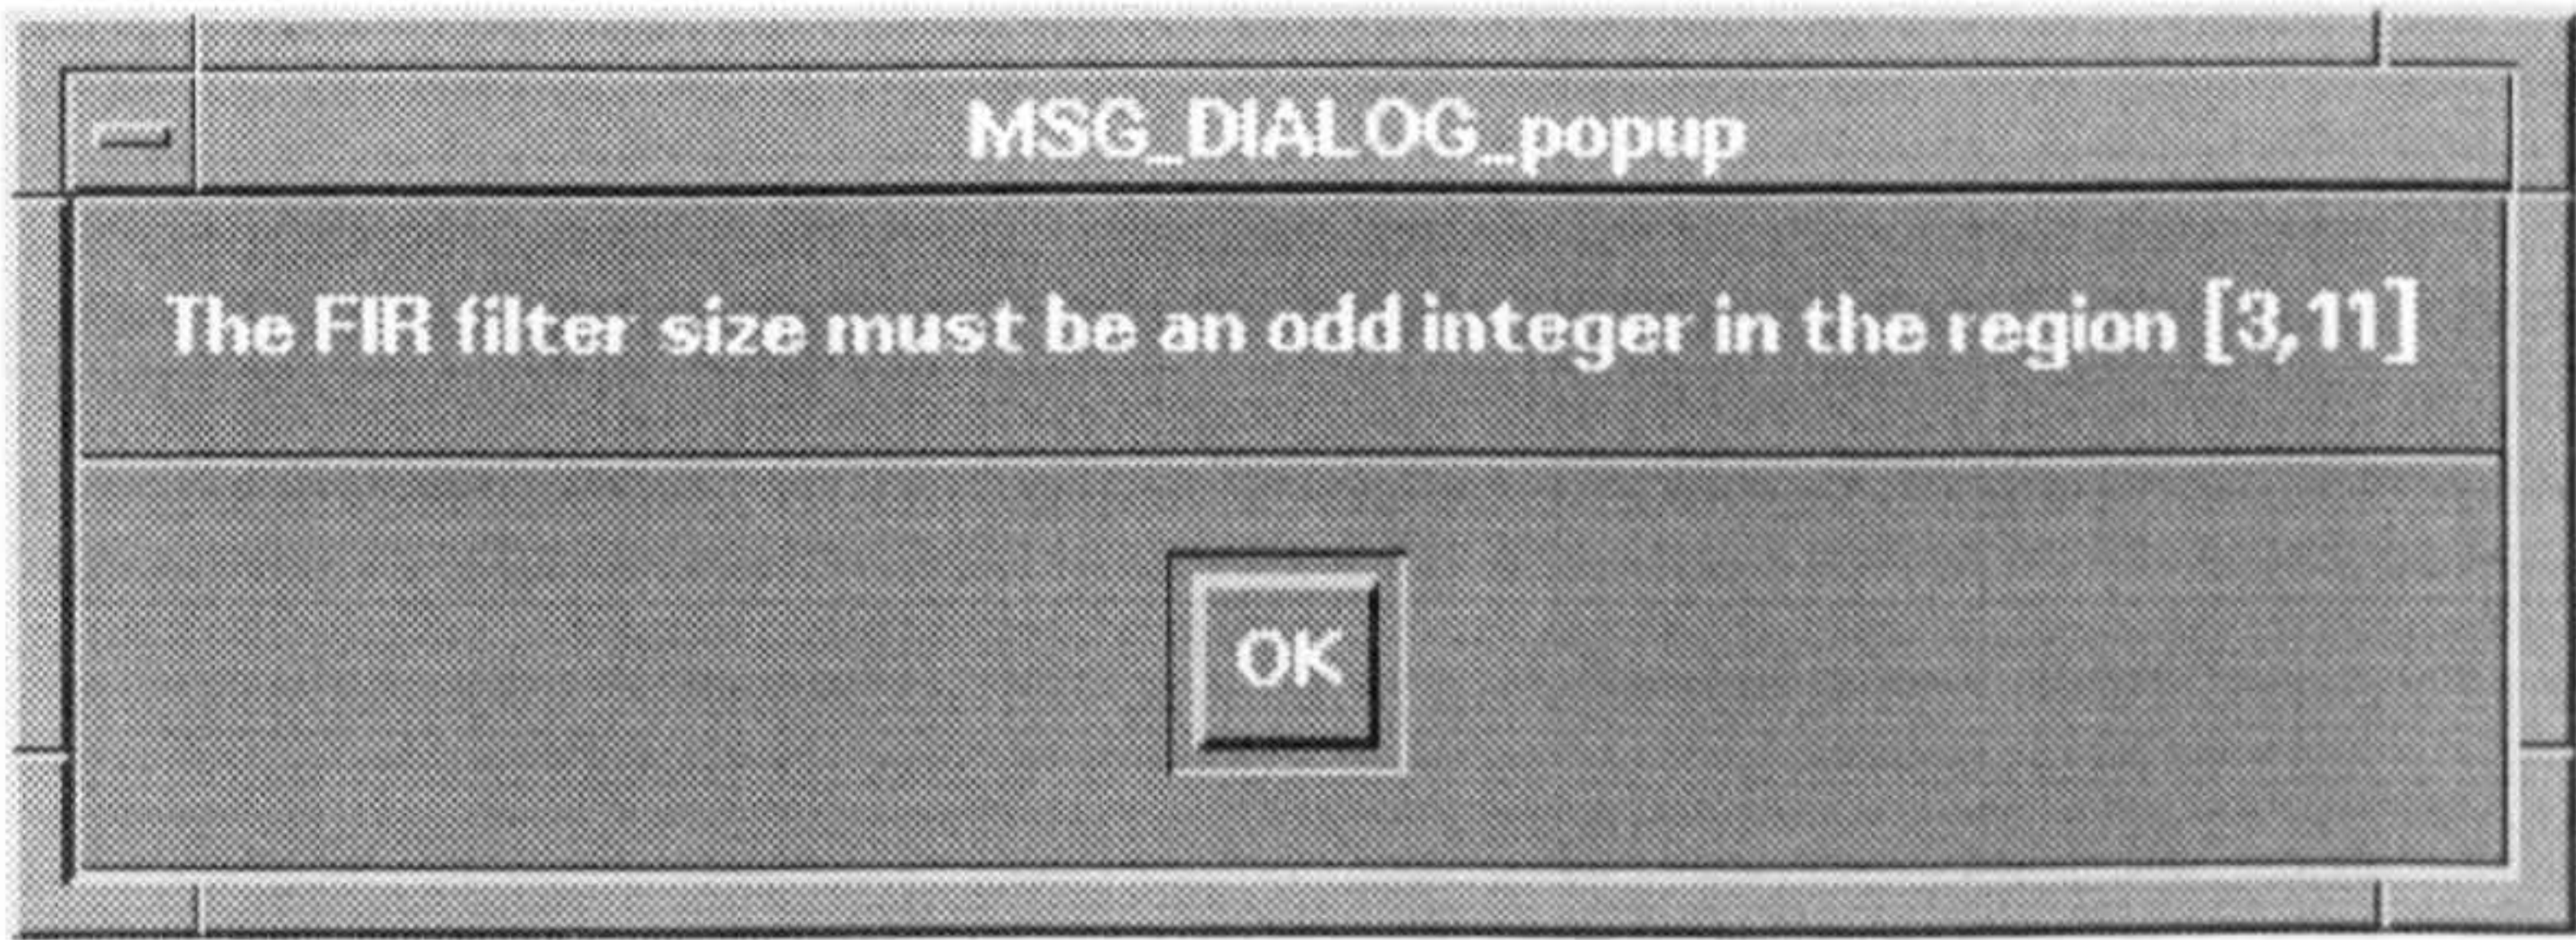 MSG_DIALOG_popup
The FIR filter size must be an odd integer in the region [3,11]
OK